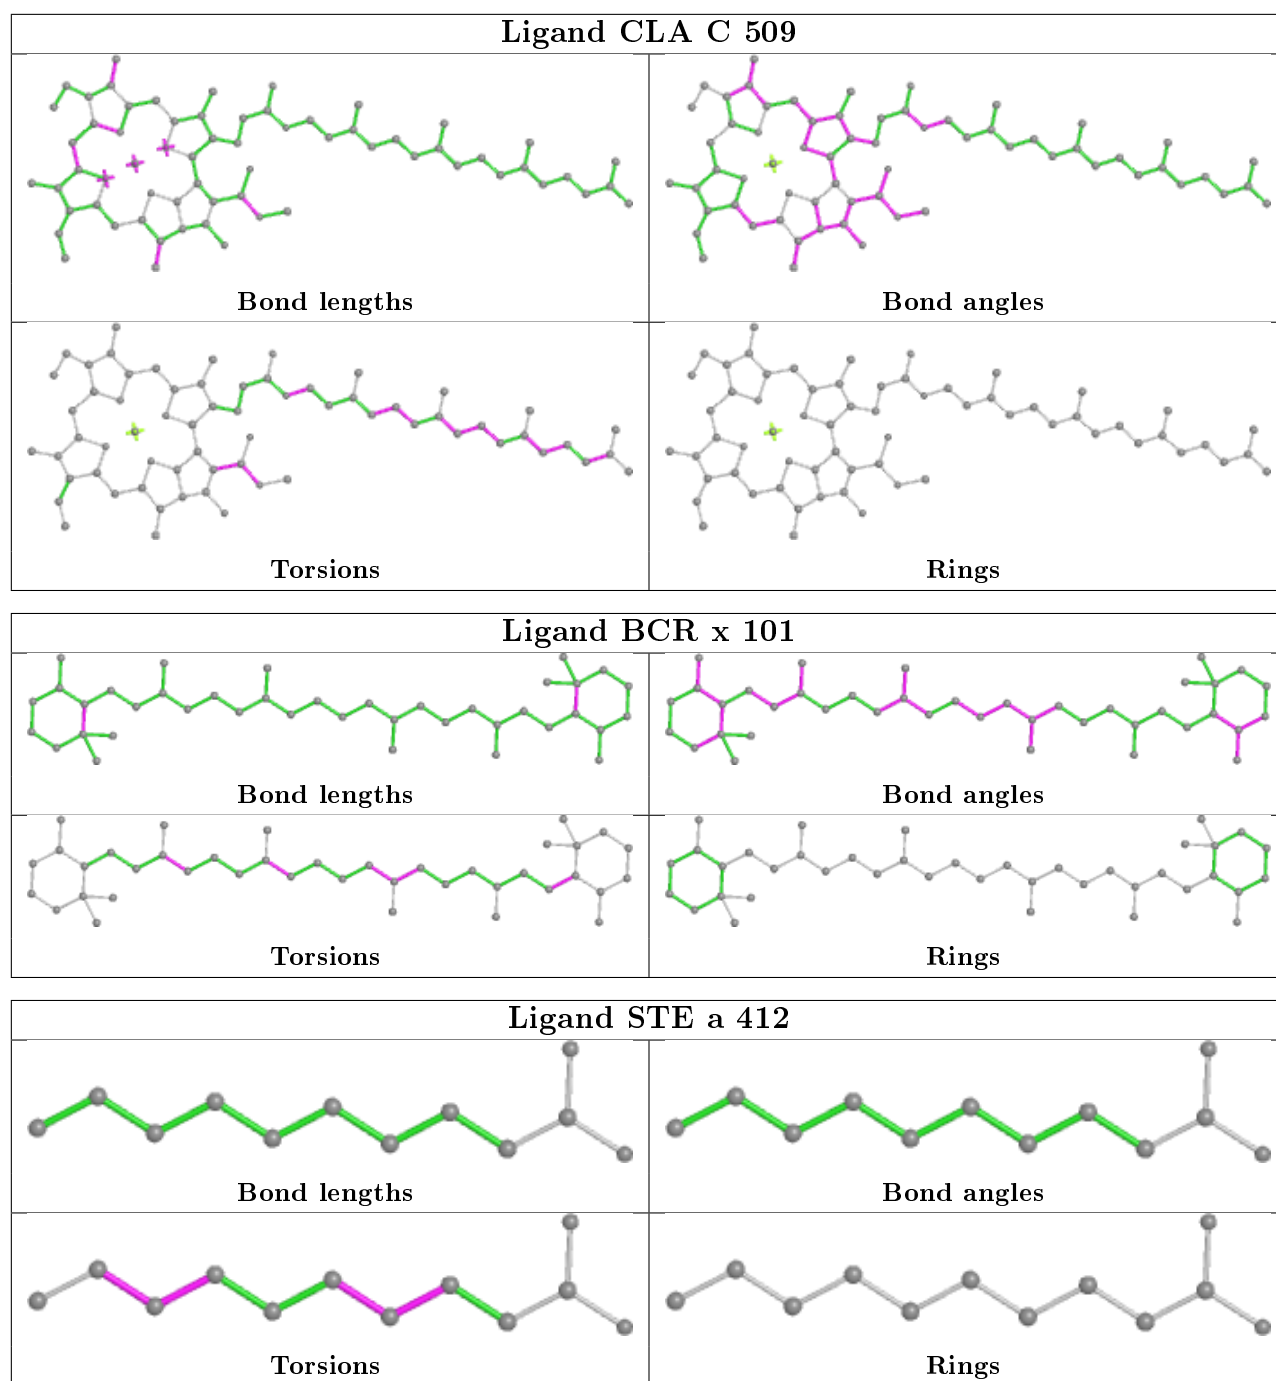 Ligand CLA C 509
Bond lengths
Bond angles
Torsions
Rings
Ligand BCR x 101
Bond lengths
Bond angles
Torsions
Rings
Ligand STE a 412
Bond lengths
Bond angles
Torsions
Rings